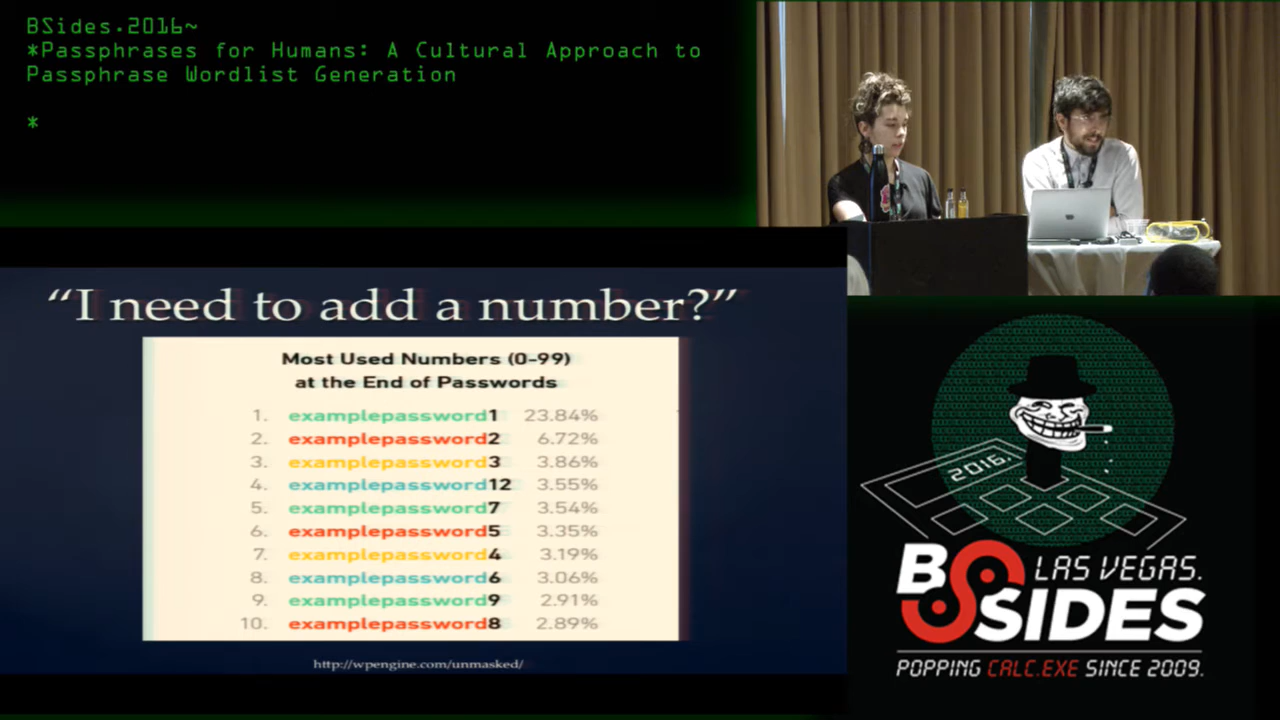 BSides.2016~
*Passphrases for Humans: A Cultural Approach to
Passphrase Wordlist Generation
*
“I need to add a number?”
Most Used Numbers (0-99)
at the End of Passwords
1. examplepassword1 23.84%
2. examplepassword2 6.72%
3. examplepassword3 3.86%
4. examplepassword12 3.55%
5. examplepassword7 3.54%
6. examplepassword5 3.35%
7. examplepassword4 3.19%
8. examplepassword6 3.06%
9. examplepassword9 2.91%
10. examplepassword8 2.89%
http://wpengine.com/unmasked/
2016.
BSIDES
LAS VEGAS.
POPPING CALC.EXE SINCE 2009.